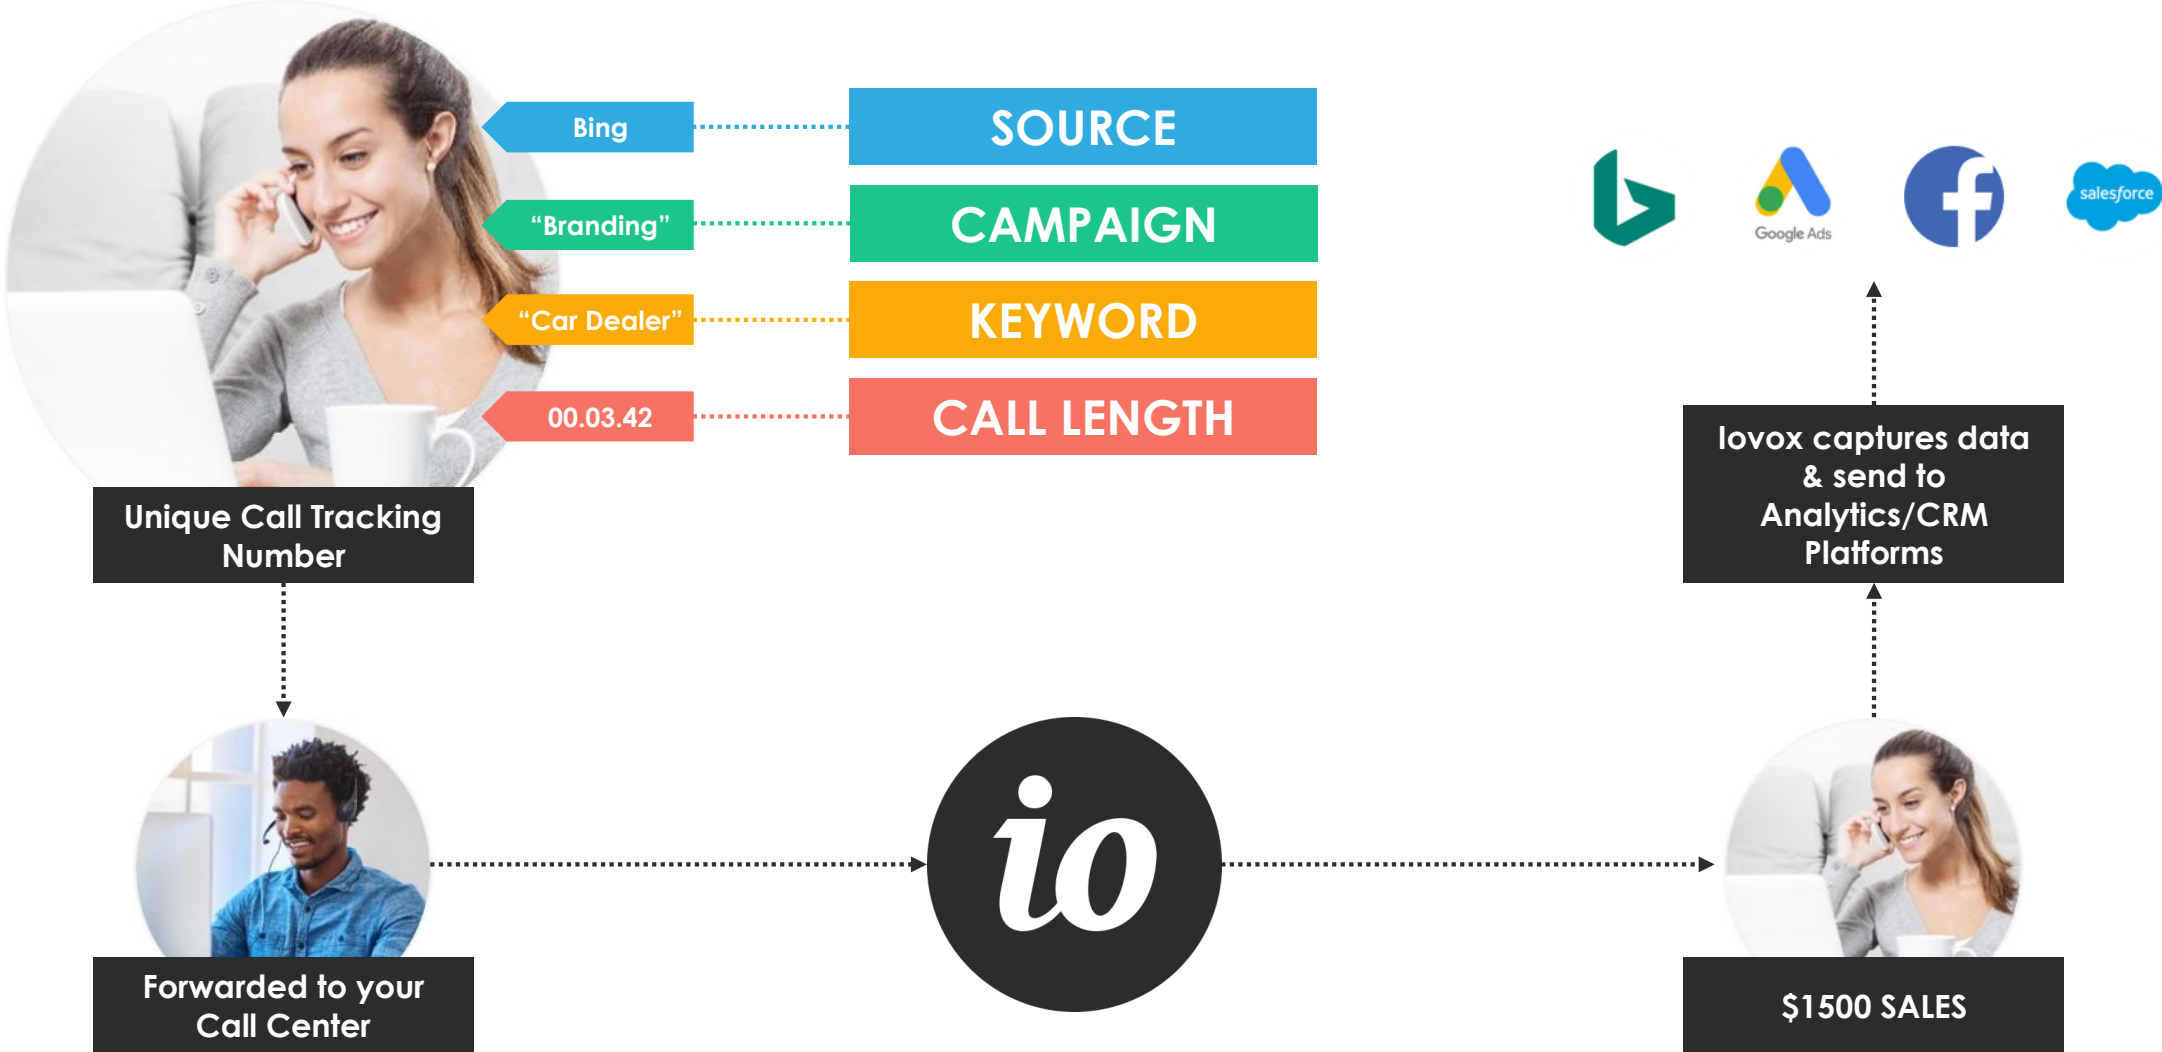 Bing
SOURCE
“Branding”
CAMPAIGN
“Car Dealer”
KEYWORD
00.03.42
CALL LENGTH
Google Ads
salesforce
Unique Call Tracking
Number
Iovox captures data
& send to
Analytics/CRM
Platforms
io
Forwarded to your
Call Center
$1500 SALES